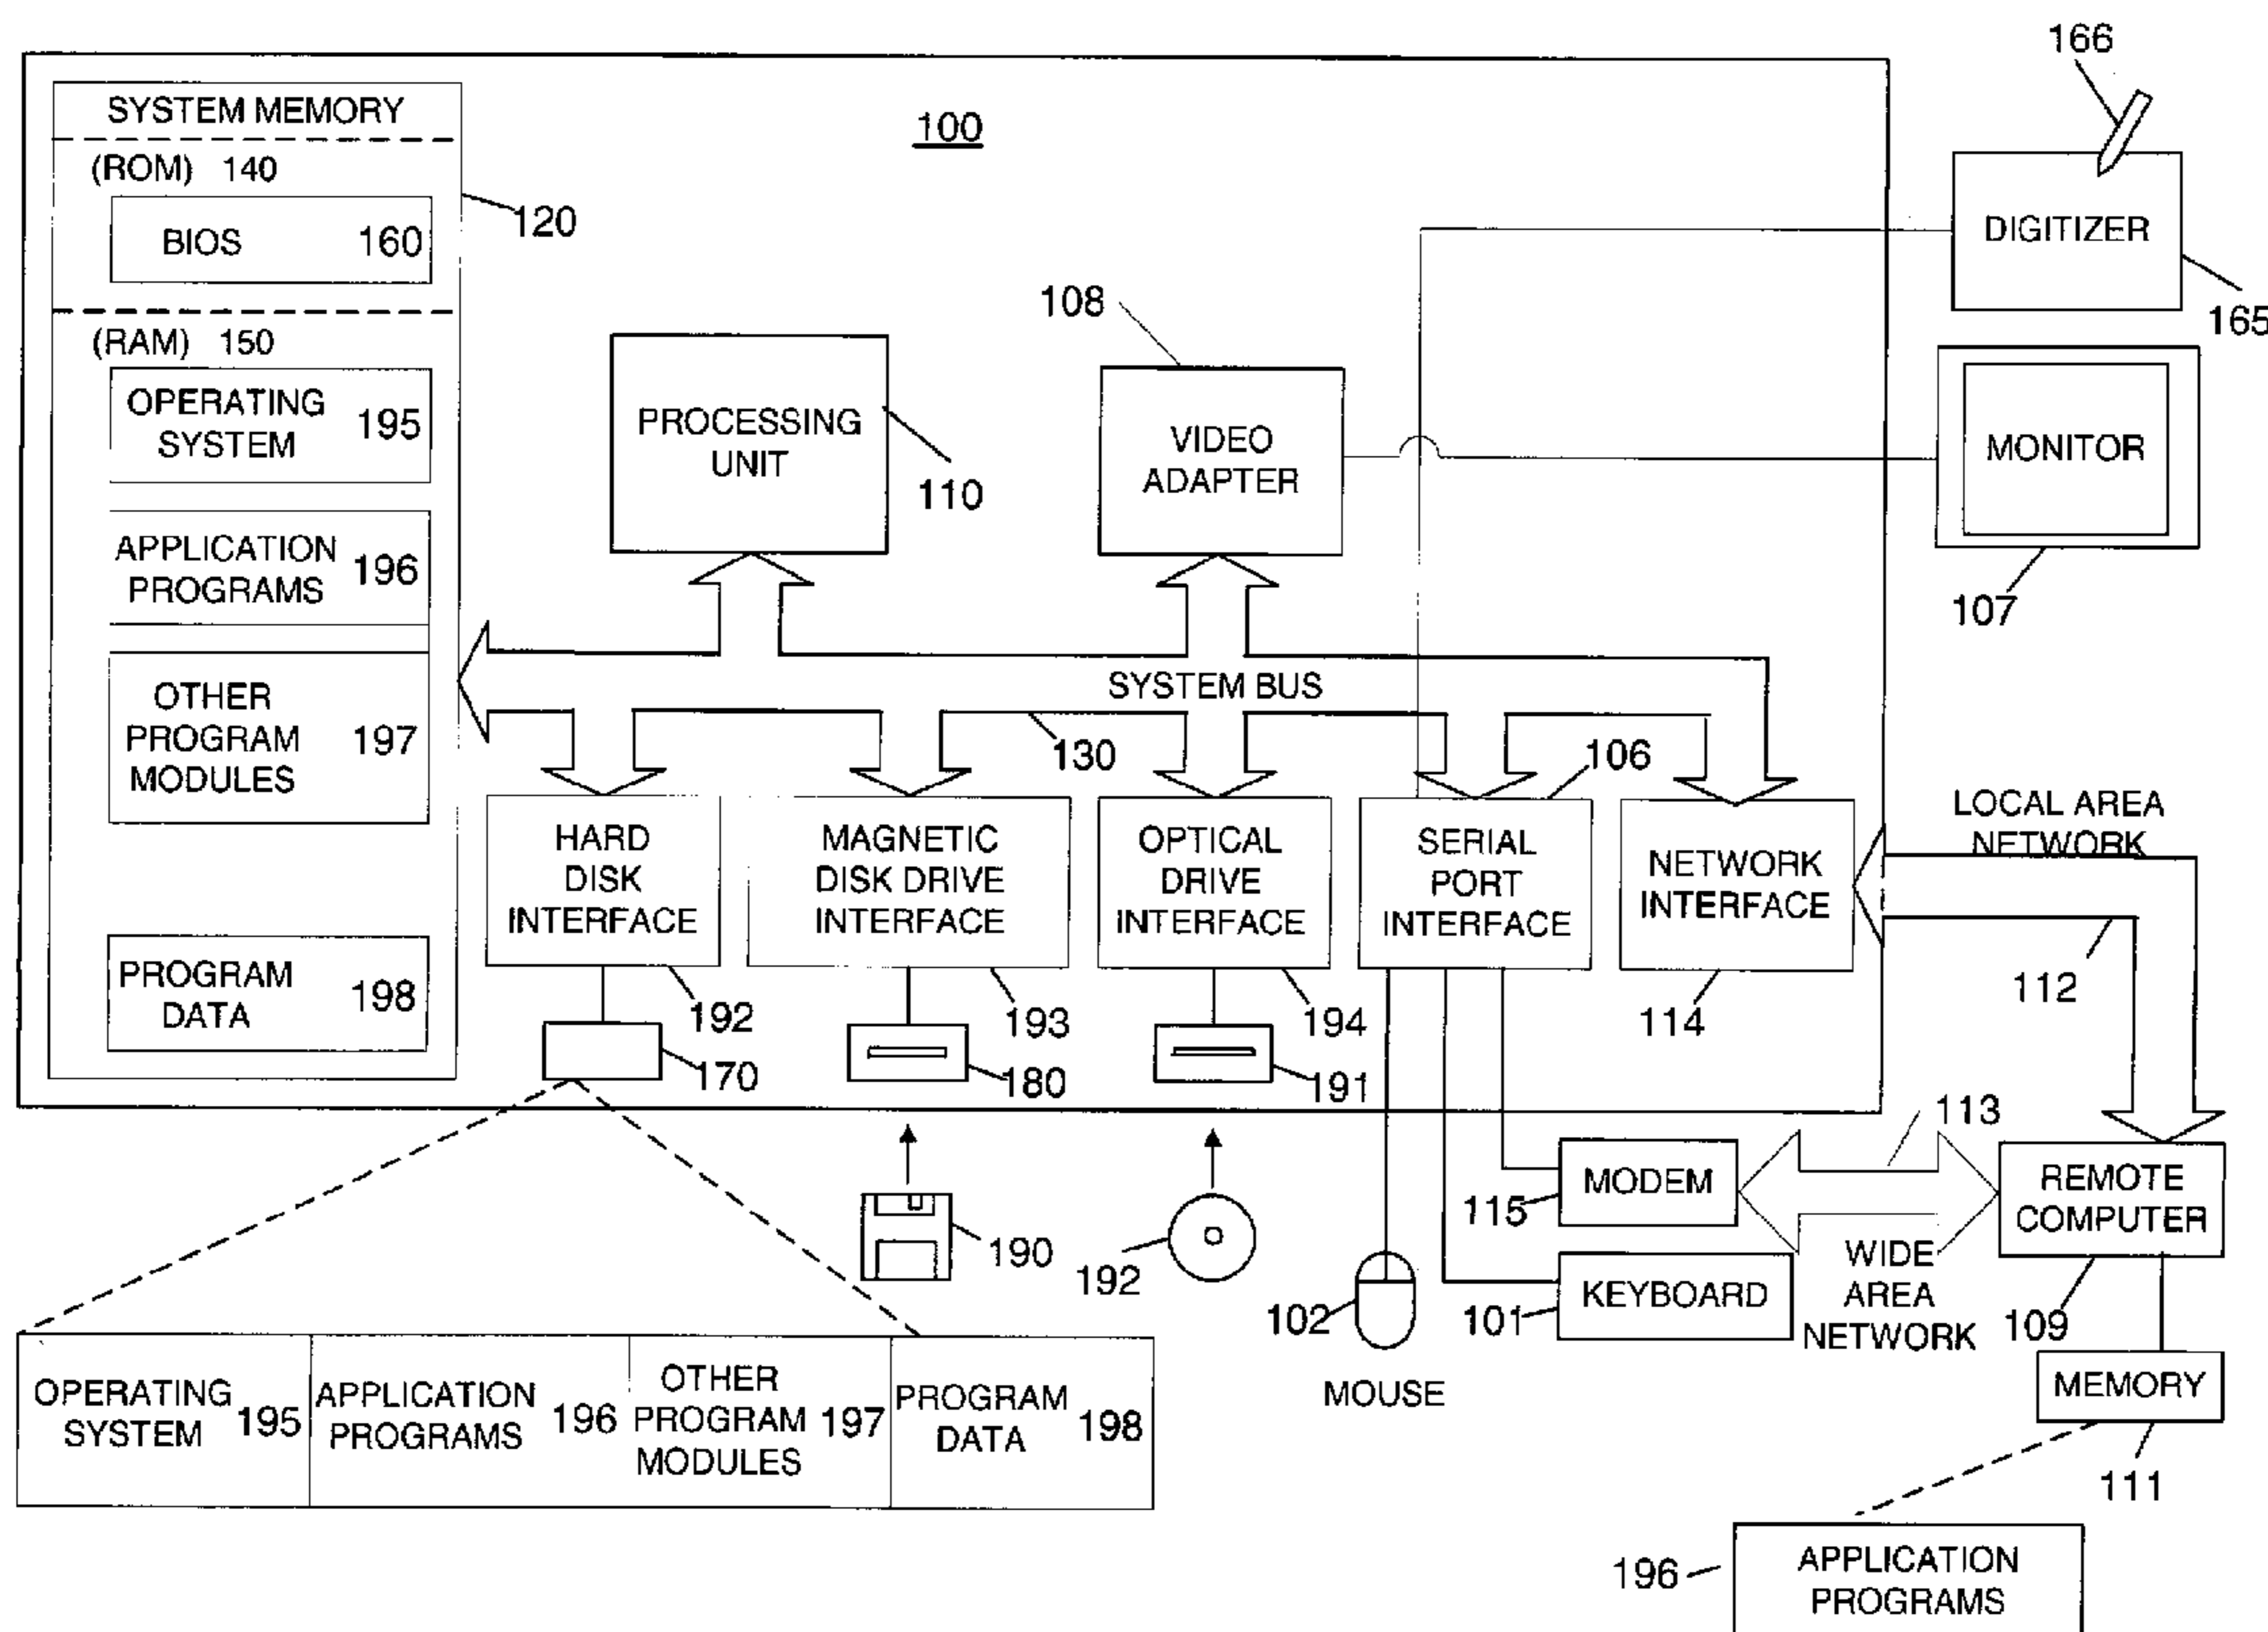 166
SYSTEM MEMORY
100
(ROM) 140
120
BIOS 160
DIGITIZER
165
108
(RAM) 150
OPERATING
SYSTEM
195
PROCESSING
UNIT
110
VIDEO
ADAPTER
MONITOR
107
APPLICATION
PROGRAMS
196
SYSTEM BUS
130
106
OTHER
PROGRAM
MODULES
197
LOCAL AREA
NETWORK
HARD
DISK
INTERFACE
MAGNETIC
DISK DRIVE
INTERFACE
OPTICAL
DRIVE
INTERFACE
SERIAL
PORT
INTERFACE
NETWORK
INTERFACE
112
PROGRAM
DATA
198
192
193
194
114
170
180
191
113
MODEM
115
REMOTE
COMPUTER
190
192
WIDE
AREA
NETWORK
102
101
KEYBOARD
109
MOUSE
MEMORY
111
OPERATING
SYSTEM
195
APPLICATION
PROGRAMS
196
OTHER
PROGRAM
MODULES
197
PROGRAM
DATA
198
196
APPLICATION
PROGRAMS